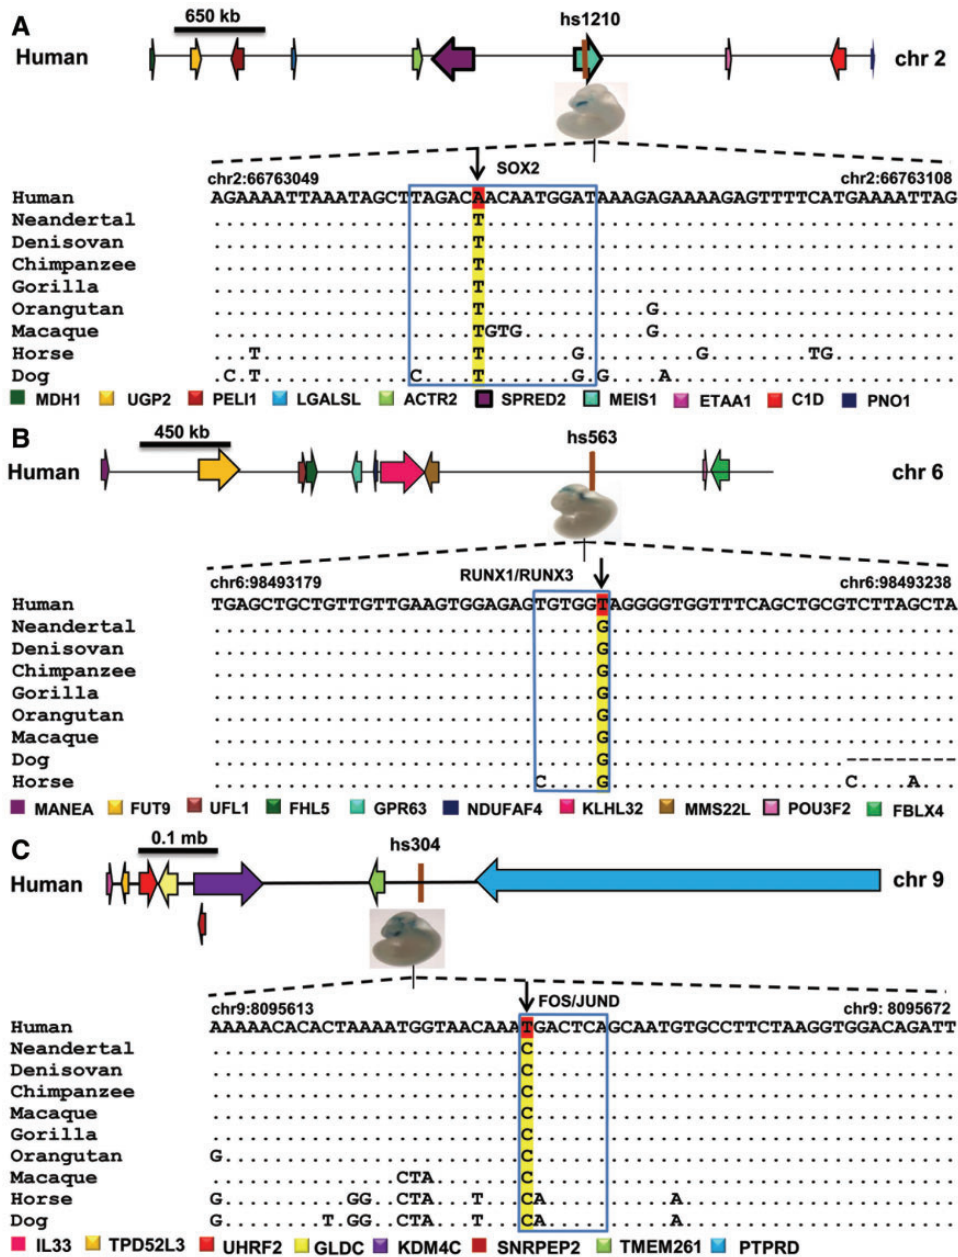 A
650 kb
hs1210
Human
chr 2
SOX2
chr2:66763049
chr2:66763108
Human AGAAAATTAAATAGCTTAGACAACAATGGATAAAGAGAAAAGAGTTTTCATGAAAATTAG
Neandertal .....................T......................................
Denisovan .....................T......................................
Chimpanzee .....................T......................................
Gorilla .....................T......................................
Orangutan .....................T.............G........................
Macaque .....................TGTG..........G........................
Horse ...T.................T.......G.........G........TG..........
Dog .C.T............C....T.......G.G....A.......................
MDH1 UGP2 PELI1 LGALSL ACTR2 SPRED2 MEIS1 ETAA1 C1D PNO1
B
450 kb
hs563
Human
chr 6
RUNX1/RUNX3
chr6:98493179
chr6:98493238
Human TGAGCTGCTGTTGTTGAAGTGGAGAGTGTGGTAGGGGTGGTTTCAGCTGCGTCTTAGCTA
Neandertal ...............................G............................
Denisovan ...............................G............................
Chimpanzee ...............................G............................
Gorilla ...............................G............................
Orangutan ...............................G............................
Macaque ...............................G............................
Dog ...............................G...................---------
Horse ..........................C....G...................C....A...
MANEA FUT9 UFL1 FHL5 GPR63 NDUFAF4 KLHL32 MMS22L POU3F2 FBLX4
C
0.1 mb
hs304
Human
chr 9
FOS/JUND
chr9:8095613
chr9: 8095672
Human AAAAACACACTAAAATGGTAACAAATGACTCAGCAATGTGCCTTCTAAGGTGGACAGATT
Neandertal .........................C..................................
Denisovan .........................C..................................
Chimpanzee .........................C..................................
Macaque .........................C..................................
Gorilla .........................C..................................
Orangutan G........................C..................................
Macaque ...............CTA.......C..................................
Horse G..........GG..CTA...T...CA..........A......................
Dog G........T.GG..CTA...T...CA..........A......................
IL33 TPD52L3 UHRF2 GLDC KDM4C SNRPEP2 TMEM261 PTPRD